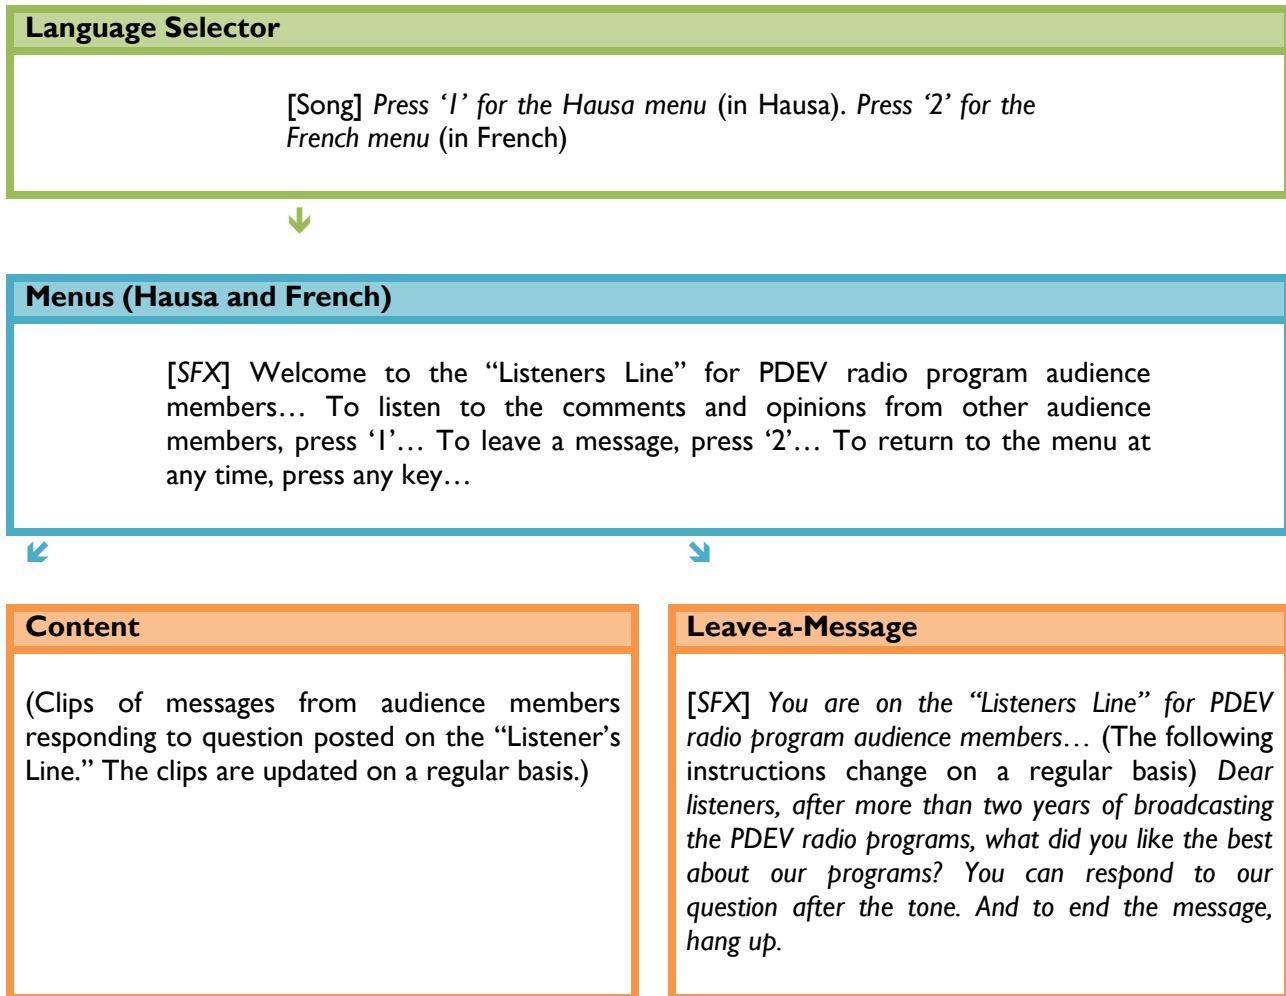 Language Selector
[Song] Press ‘1’ for the Hausa menu (in Hausa). Press ‘2’ for the
French menu (in French)
Menus (Hausa and French)
[SFX] Welcome to the “Listeners Line” for PDEV radio program audience
members… To listen to the comments and opinions from other audience
members, press ‘1’… To leave a message, press ‘2’… To return to the menu at
any time, press any key…
Content
(Clips of messages from audience members
responding to question posted on the “Listener’s
Line.” The clips are updated on a regular basis.)
Leave-a-Message
[SFX] You are on the “Listeners Line” for PDEV
radio program audience members… (The following
instructions change on a regular basis) Dear
listeners, after more than two years of broadcasting
the PDEV radio programs, what did you like the best
about our programs? You can respond to our
question after the tone. And to end the message,
hang up.